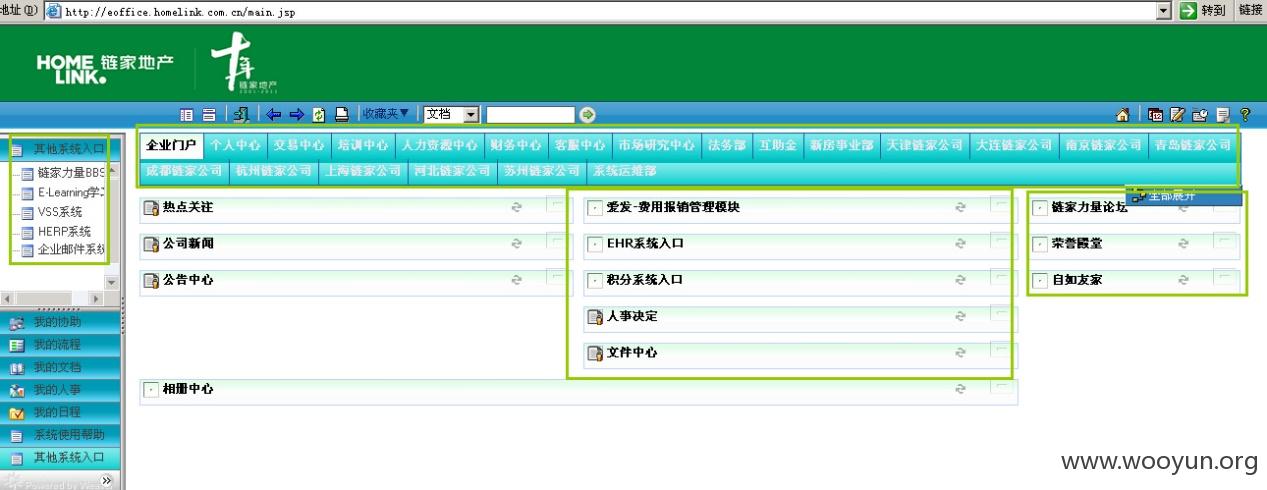 地址(D) http://eoffice.homelink.com.cn/main.jsp 转到 链接
HOME LINK. 链家地产 十年 链家地产
2001-2011
收藏夹▼ 文档
其他系统入口
链家力量BBS
E-Learning学
VSS系统
HERP系统
企业邮件系统
我的协助
我的流程
我的文档
我的人事
我的日程
系统使用帮助
其他系统入口
企业门户 个人中心 交易中心 培训中心 人力资源中心 财务中心 客服中心 市场研究中心 法务部 互助金 新房事业部 天津链家公司 大连链家公司 南京链家公司 青岛链家公司
成都链家公司 杭州链家公司 上海链家公司 河北链家公司 苏州链家公司 系统运维部
全部展开
热点关注
公司新闻
公告中心
爱发-费用报销管理模块
EHR系统入口
积分系统入口
人事决定
文件中心
链家力量论坛
荣誉殿堂
自如友家
相册中心
www.wooyun.org